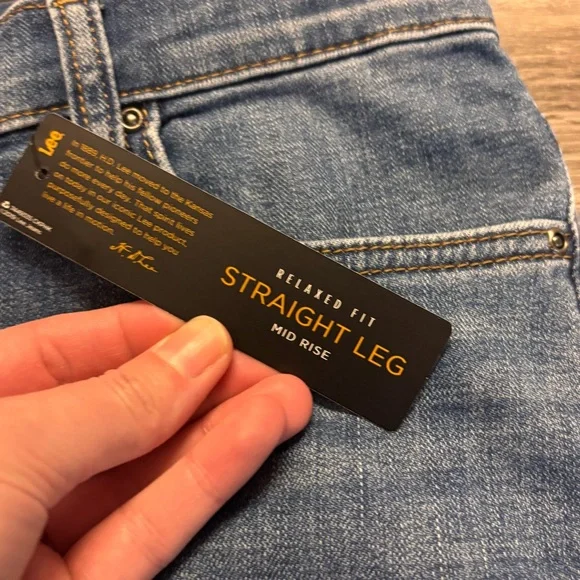 Lee
In 1889, H.D. Lee moved to the Kansas
frontier to help his fellow pioneers
do more every day. That spirit lives
on today in our iconic Lee product,
purposefully designed to help you
live a life in motion.
H. D. Lee
RELAXED FIT
STRAIGHT LEG
MID RISE